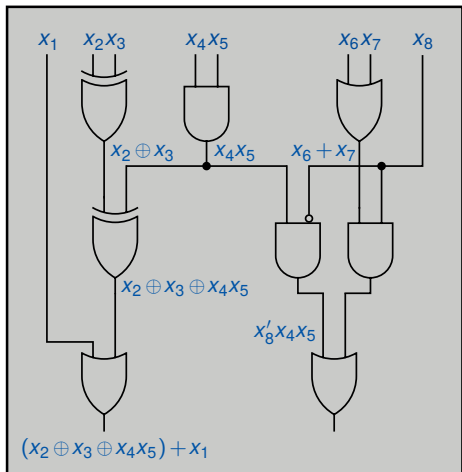 x₁ x₂x₃ x₄x₅ x₆x₇ x₈
x₂ ⊕ x₃ x₄x₅ x₆ + x₇
x₂ ⊕ x₃ ⊕ x₄x₅
x₈′x₄x₅
(x₂ ⊕ x₃ ⊕ x₄x₅) + x₁